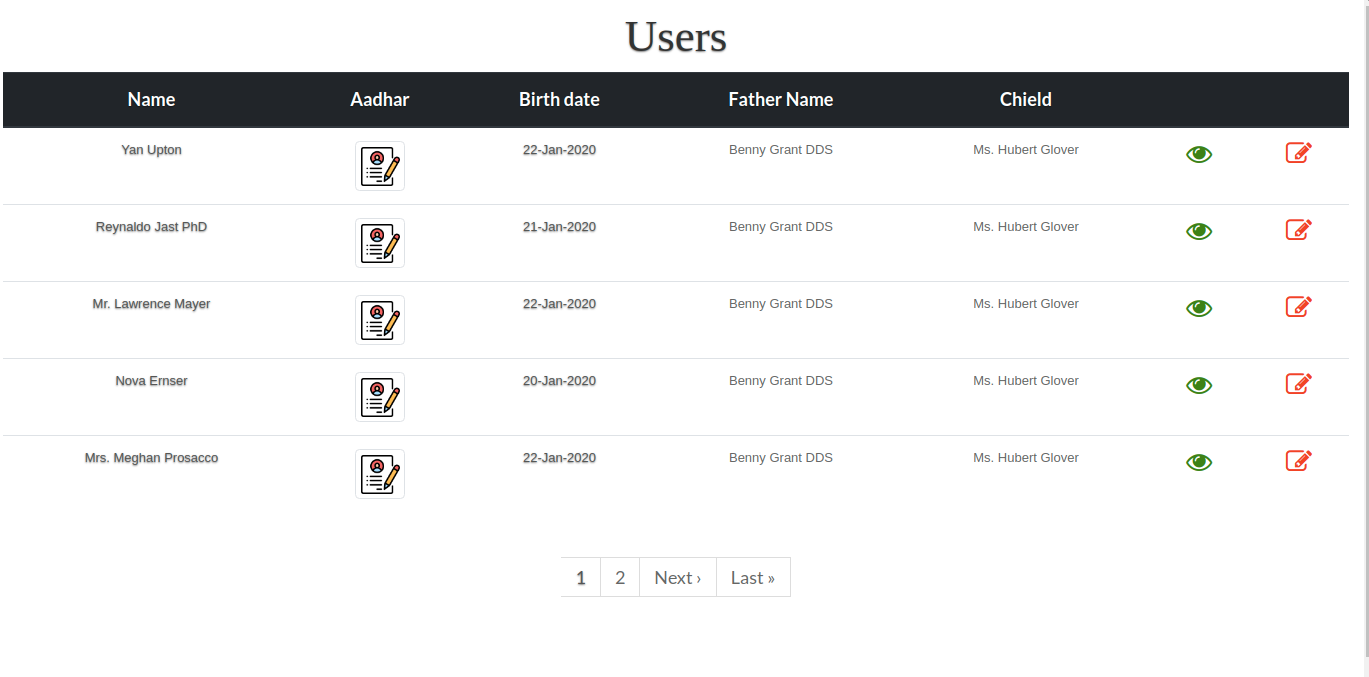 Users
Name Aadhar Birth date Father Name Chield
Yan Upton 22-Jan-2020 Benny Grant DDS Ms. Hubert Glover
Reynaldo Jast PhD 21-Jan-2020 Benny Grant DDS Ms. Hubert Glover
Mr. Lawrence Mayer 22-Jan-2020 Benny Grant DDS Ms. Hubert Glover
Nova Ernser 20-Jan-2020 Benny Grant DDS Ms. Hubert Glover
Mrs. Meghan Prosacco 22-Jan-2020 Benny Grant DDS Ms. Hubert Glover
1 2 Next › Last »